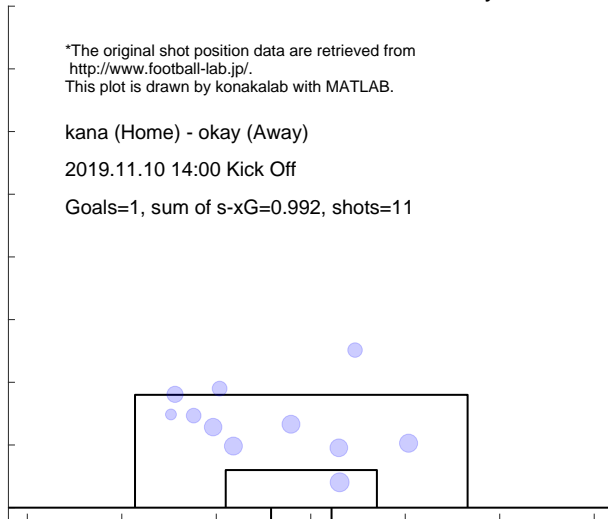 *The original shot position data are retrieved from
http://www.football-lab.jp/.
This plot is drawn by konakalab with MATLAB.
kana (Home) - okay (Away)
2019.11.10 14:00 Kick Off
Goals=1, sum of s-xG=0.992, shots=11